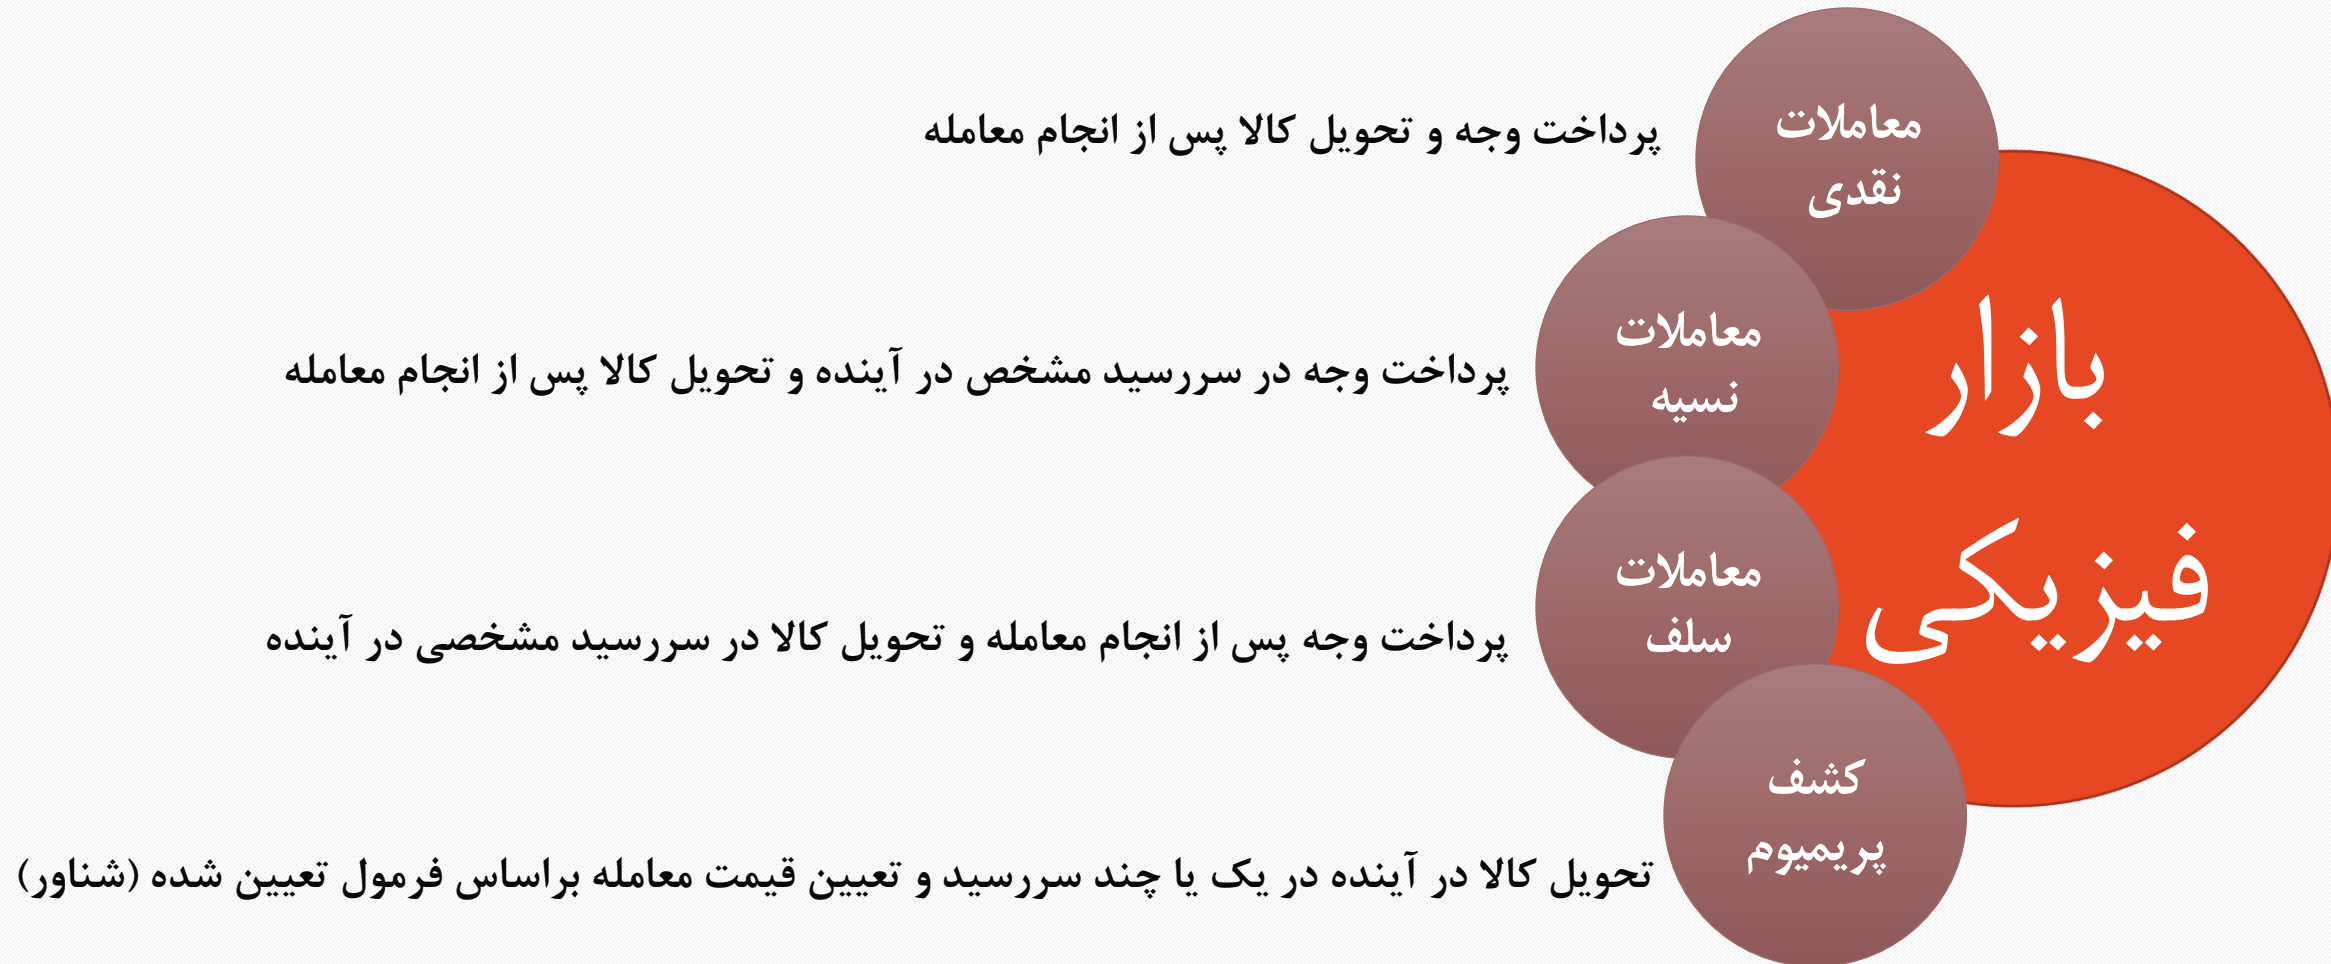 بازار
فیزیکی
معاملات
نقدی
پرداخت وجه و تحویل کالا پس از انجام معامله
معاملات
نسیه
پرداخت وجه در سررسید مشخص در آینده و تحویل کالا پس از انجام معامله
معاملات
سلف
پرداخت وجه پس از انجام معامله و تحویل کالا در سررسید مشخصی در آینده
کشف
پریمیوم
تحویل کالا در آینده در یک یا چند سررسید و تعیین قیمت معامله براساس فرمول تعیین شده (شناور)